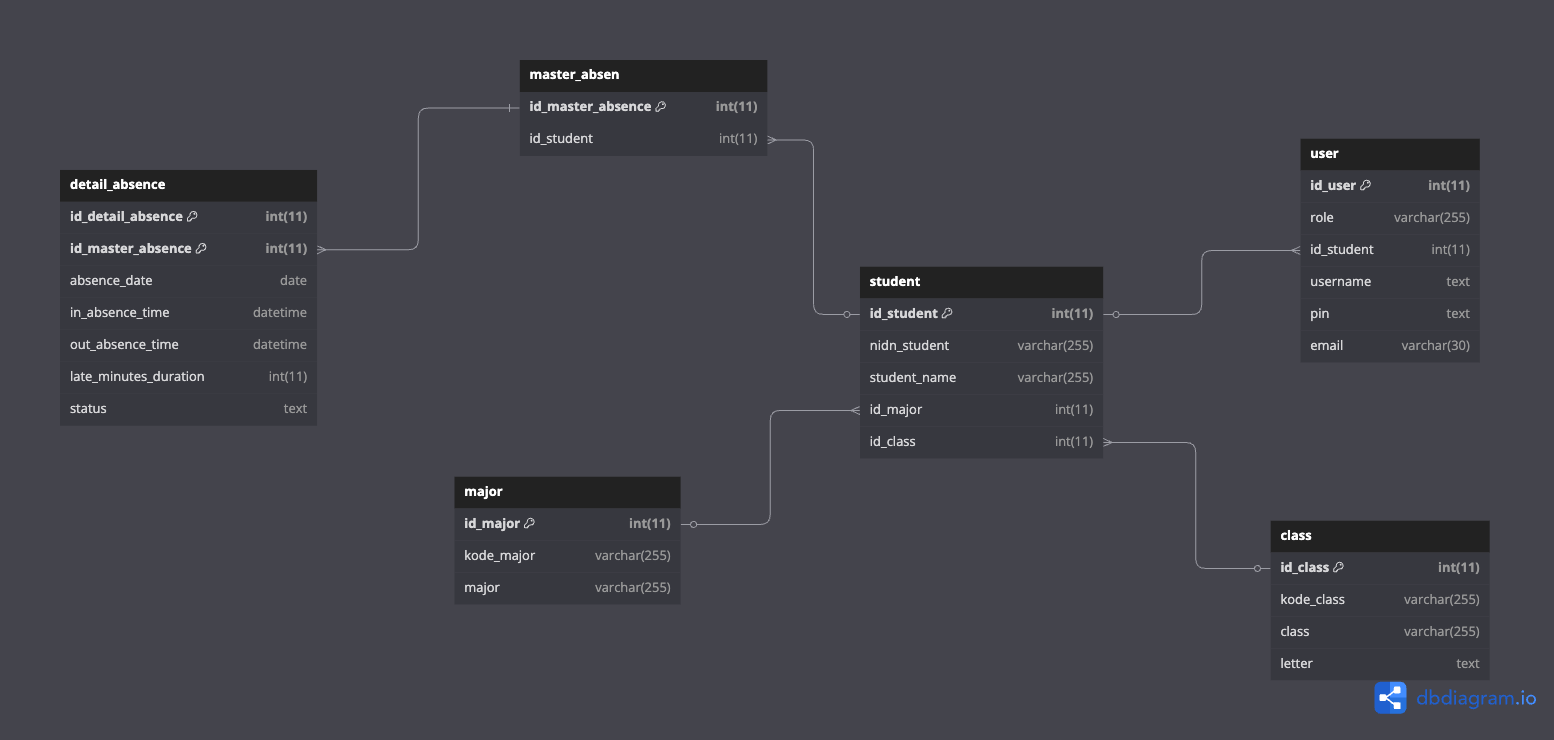 master_absen
id_master_absence int(11)
id_student int(11)
detail_absence
id_detail_absence int(11)
id_master_absence int(11)
absence_date date
in_absence_time datetime
out_absence_time datetime
late_minutes_duration int(11)
status text
user
id_user int(11)
role varchar(255)
id_student int(11)
username text
pin text
email varchar(30)
student
id_student int(11)
nidn_student varchar(255)
student_name varchar(255)
id_major int(11)
id_class int(11)
major
id_major int(11)
kode_major varchar(255)
major varchar(255)
class
id_class int(11)
kode_class varchar(255)
class varchar(255)
letter text
dbdiagram.io